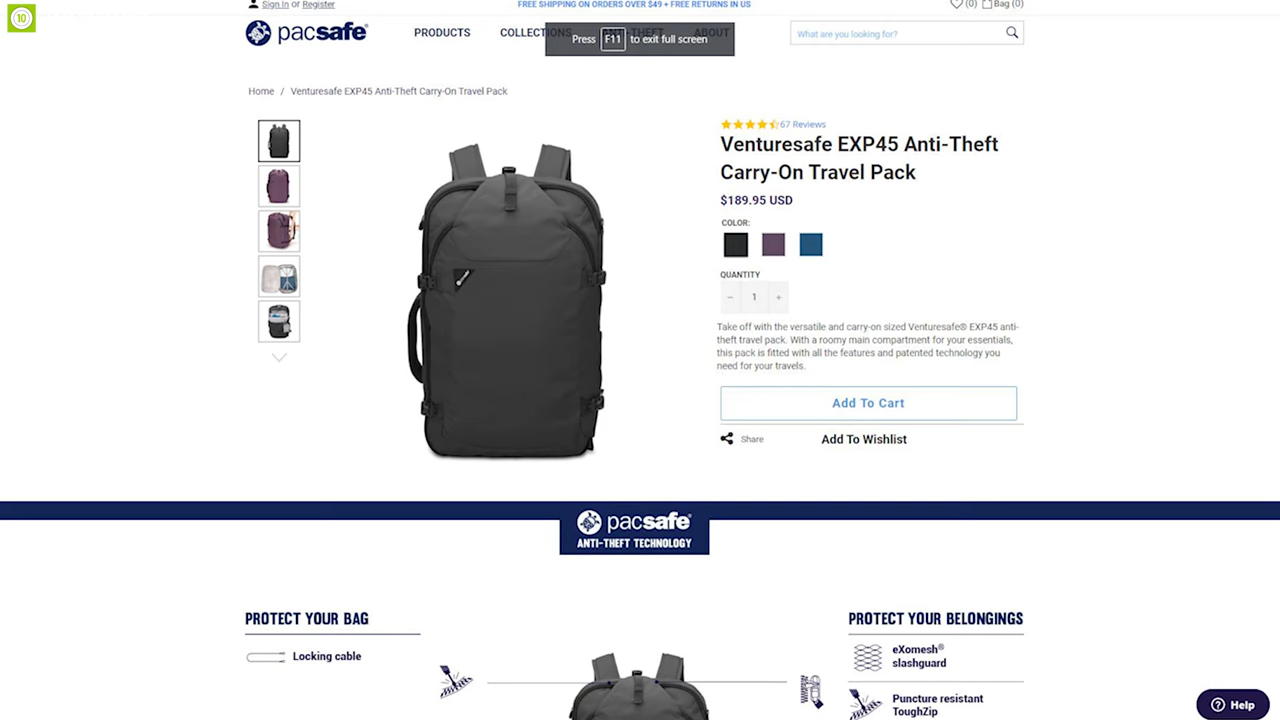 10
Sign In or Register
FREE SHIPPING ON ORDERS OVER $49 + FREE RETURNS IN US
(0) Bag (0)
pacsafe
PRODUCTS
Press F11 to exit full screen
What are you looking for?
Home / Venturesafe EXP45 Anti-Theft Carry-On Travel Pack
67 Reviews
Venturesafe EXP45 Anti-Theft
Carry-On Travel Pack
$189.95 USD
COLOR:
QUANTITY
− 1 +
Take off with the versatile and carry-on sized Venturesafe® EXP45 anti-
theft travel pack. With a roomy main compartment for your essentials,
this pack is fitted with all the features and patented technology you
need for your travels.
Add To Cart
Share
Add To Wishlist
pacsafe®
ANTI-THEFT TECHNOLOGY
PROTECT YOUR BAG
PROTECT YOUR BELONGINGS
Locking cable
eXomesh®
slashguard
Puncture resistant
ToughZip
Help